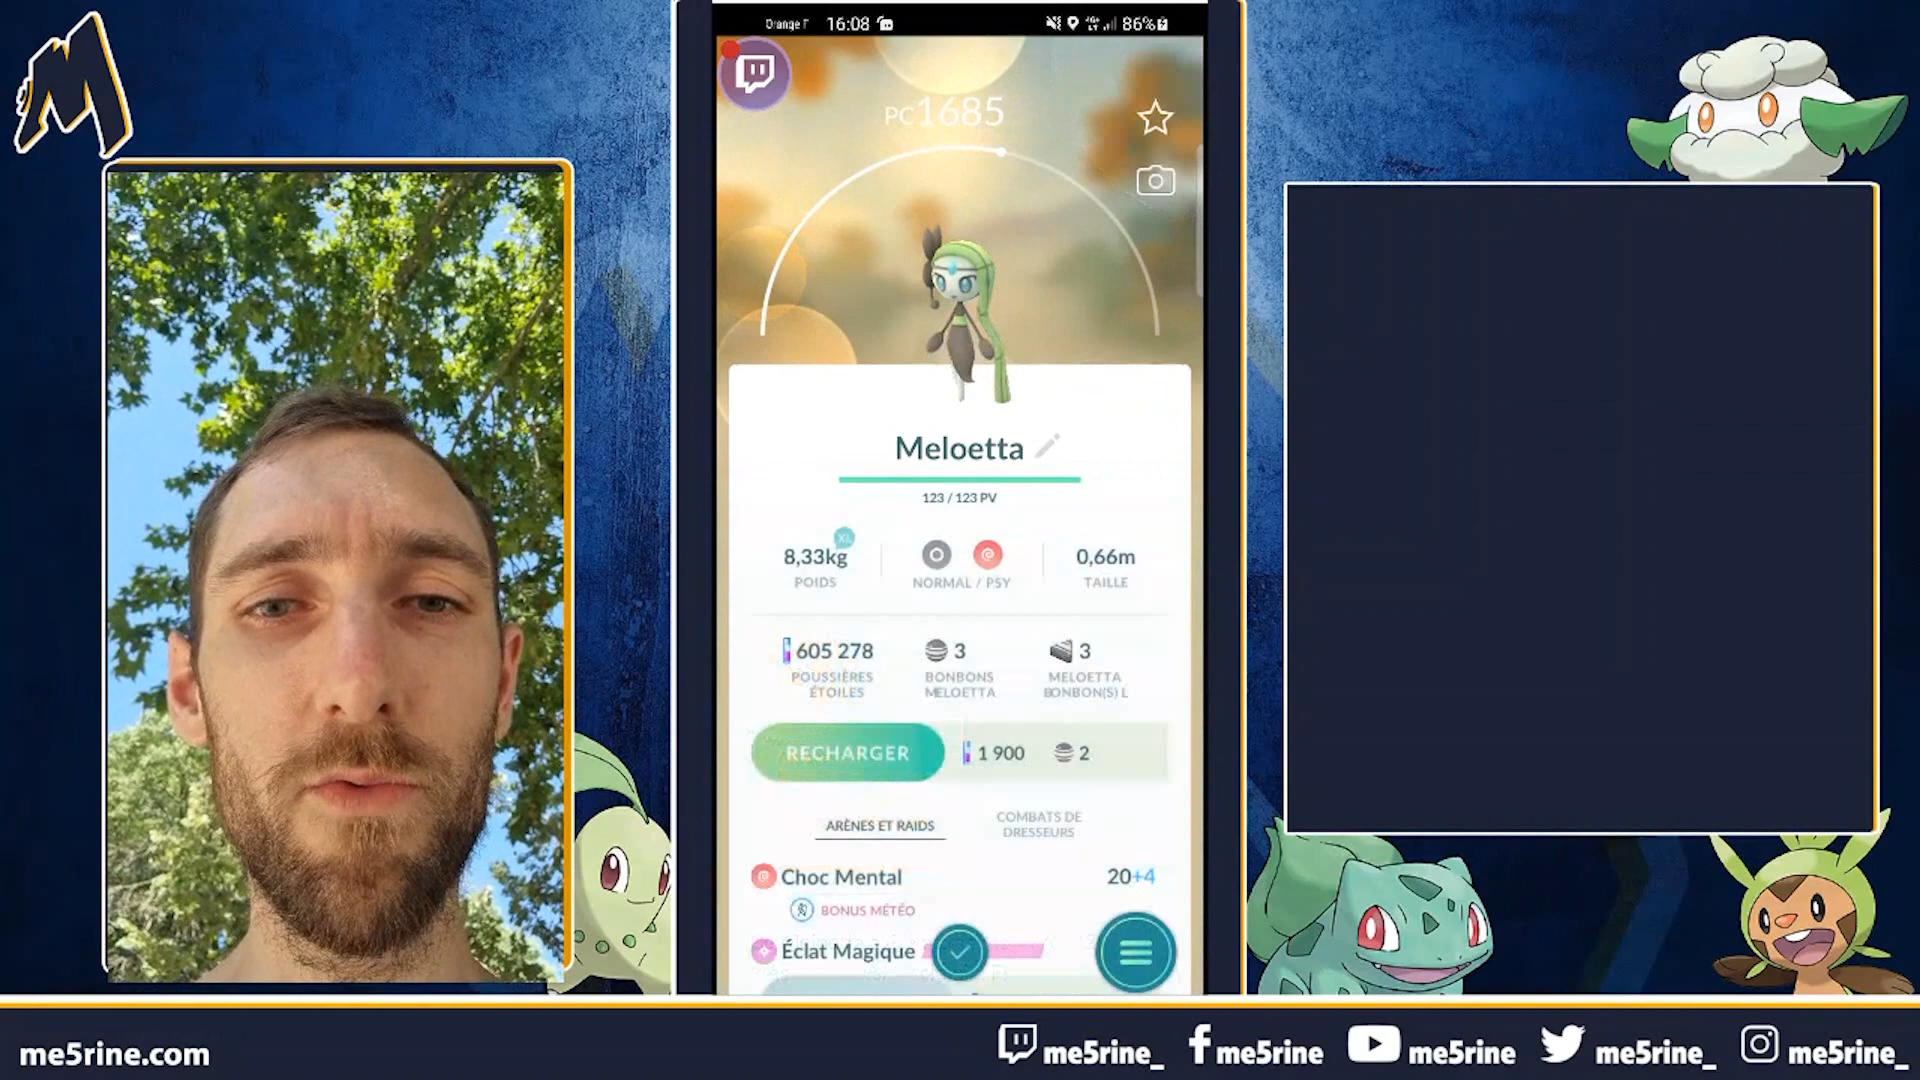 M
Orange F 16:08 86%
PC1685
Meloetta
123 / 123 PV
XL
8,33kg
POIDS
NORMAL / PSY
0,66m
TAILLE
605 278
POUSSIÈRES
ÉTOILES
3
BONBONS
MELOETTA
3
MELOETTA
BONBON(S) L
RECHARGER
1 900
2
ARÈNES ET RAIDS
COMBATS DE
DRESSEURS
Choc Mental
20+4
BONUS MÉTÉO
Éclat Magique
me5rine.com
me5rine_
me5rine
me5rine
me5rine_
me5rine_